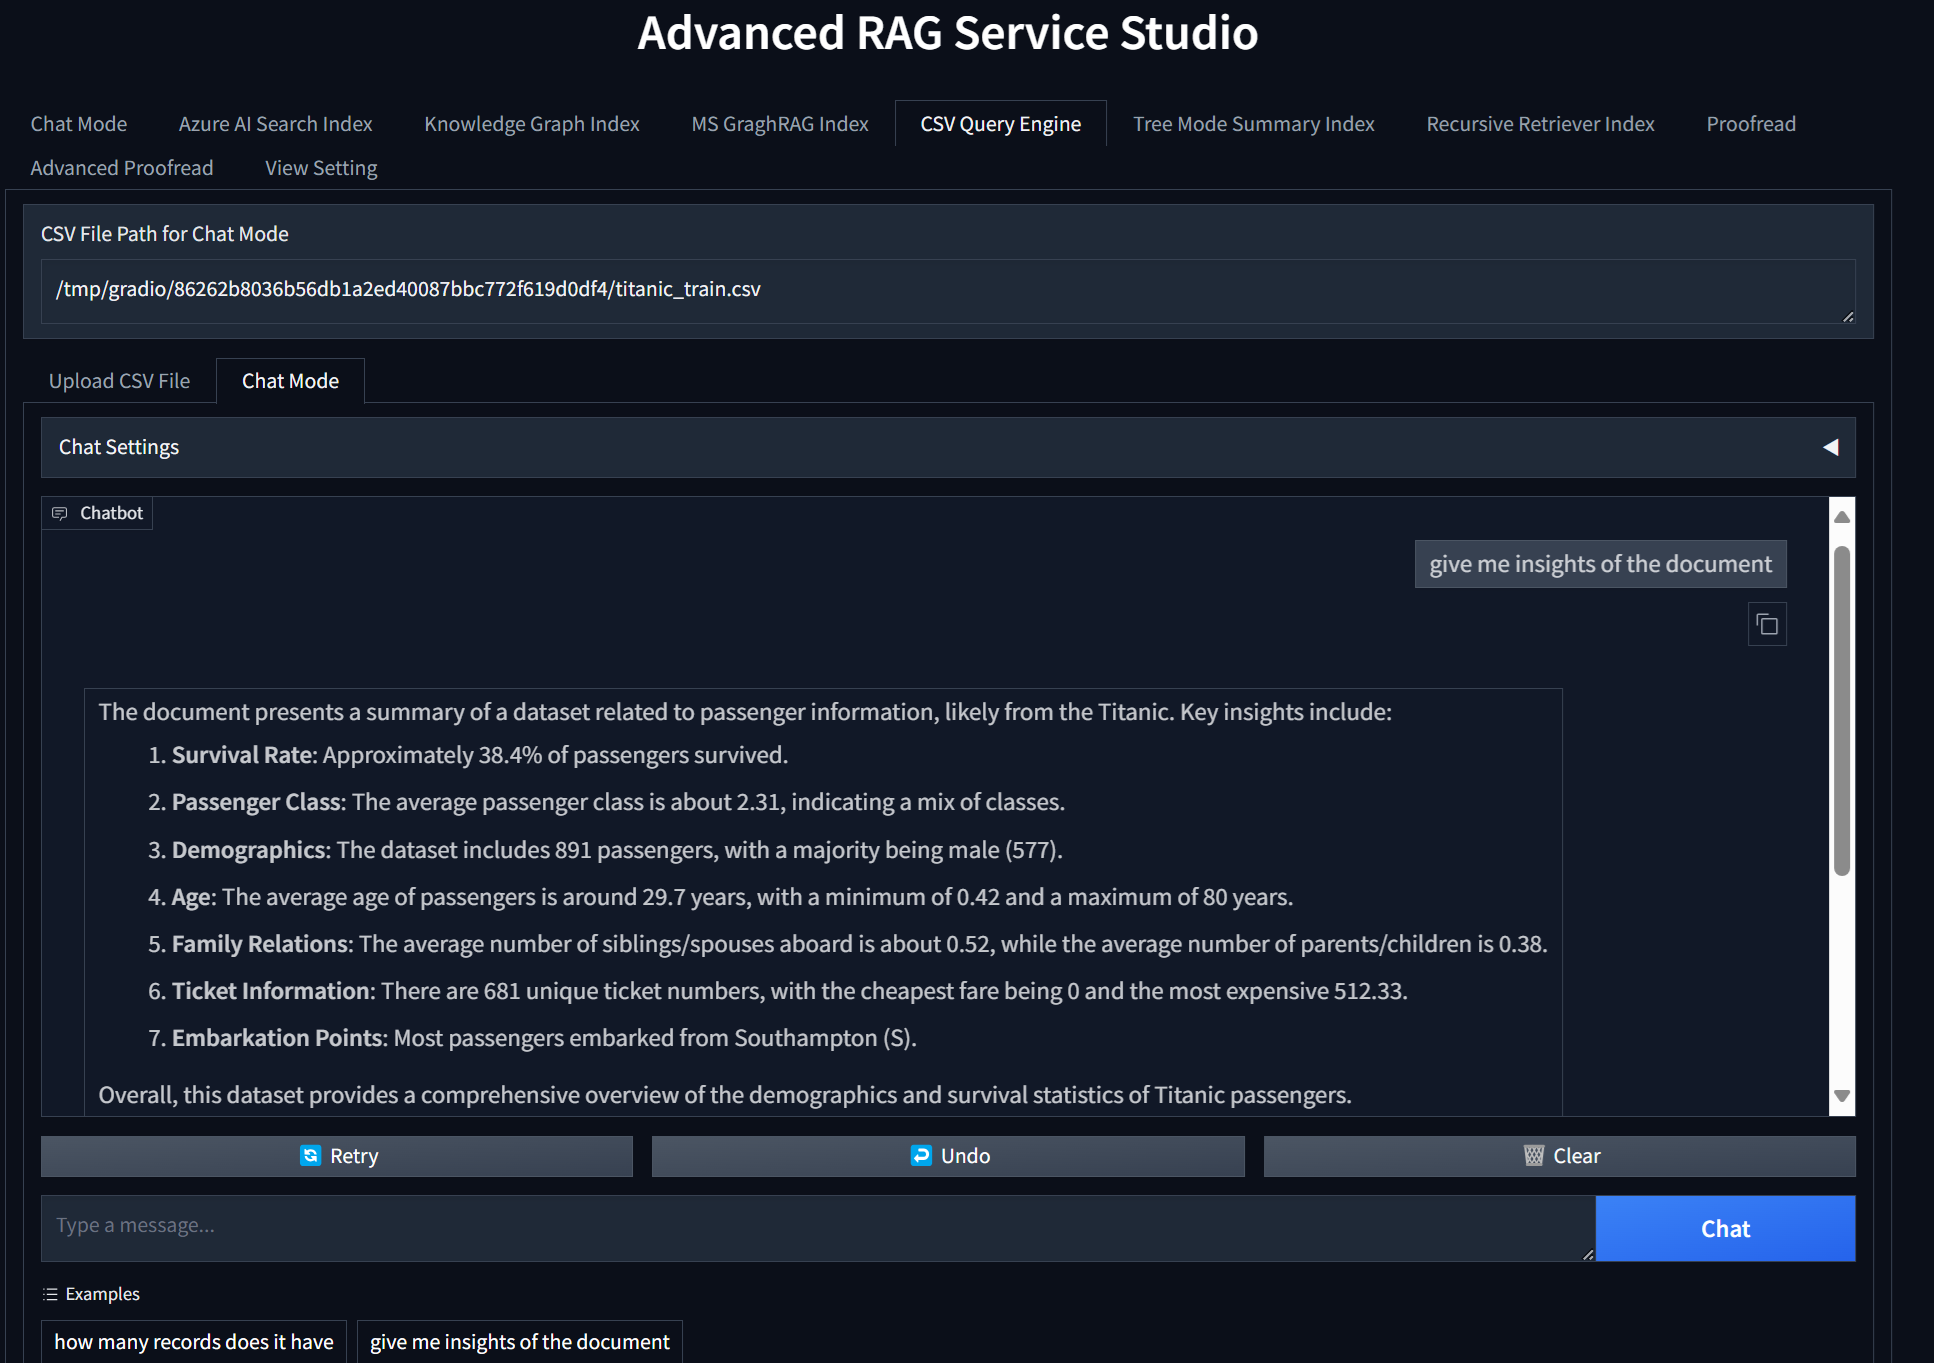 Advanced RAG Service Studio
Chat Mode
Azure AI Search Index
Knowledge Graph Index
MS GraghRAG Index
CSV Query Engine
Tree Mode Summary Index
Recursive Retriever Index
Proofread
Advanced Proofread
View Setting
CSV File Path for Chat Mode
/tmp/gradio/86262b8036b56db1a2ed40087bbc772f619d0df4/titanic_train.csv
Upload CSV File
Chat Mode
Chat Settings
Chatbot
give me insights of the document
The document presents a summary of a dataset related to passenger information, likely from the Titanic. Key insights include:
1. Survival Rate: Approximately 38.4% of passengers survived.
2. Passenger Class: The average passenger class is about 2.31, indicating a mix of classes.
3. Demographics: The dataset includes 891 passengers, with a majority being male (577).
4. Age: The average age of passengers is around 29.7 years, with a minimum of 0.42 and a maximum of 80 years.
5. Family Relations: The average number of siblings/spouses aboard is about 0.52, while the average number of parents/children is 0.38.
6. Ticket Information: There are 681 unique ticket numbers, with the cheapest fare being 0 and the most expensive 512.33.
7. Embarkation Points: Most passengers embarked from Southampton (S).
Overall, this dataset provides a comprehensive overview of the demographics and survival statistics of Titanic passengers.
Retry
Undo
Clear
Type a message...
Chat
Examples
how many records does it have
give me insights of the document